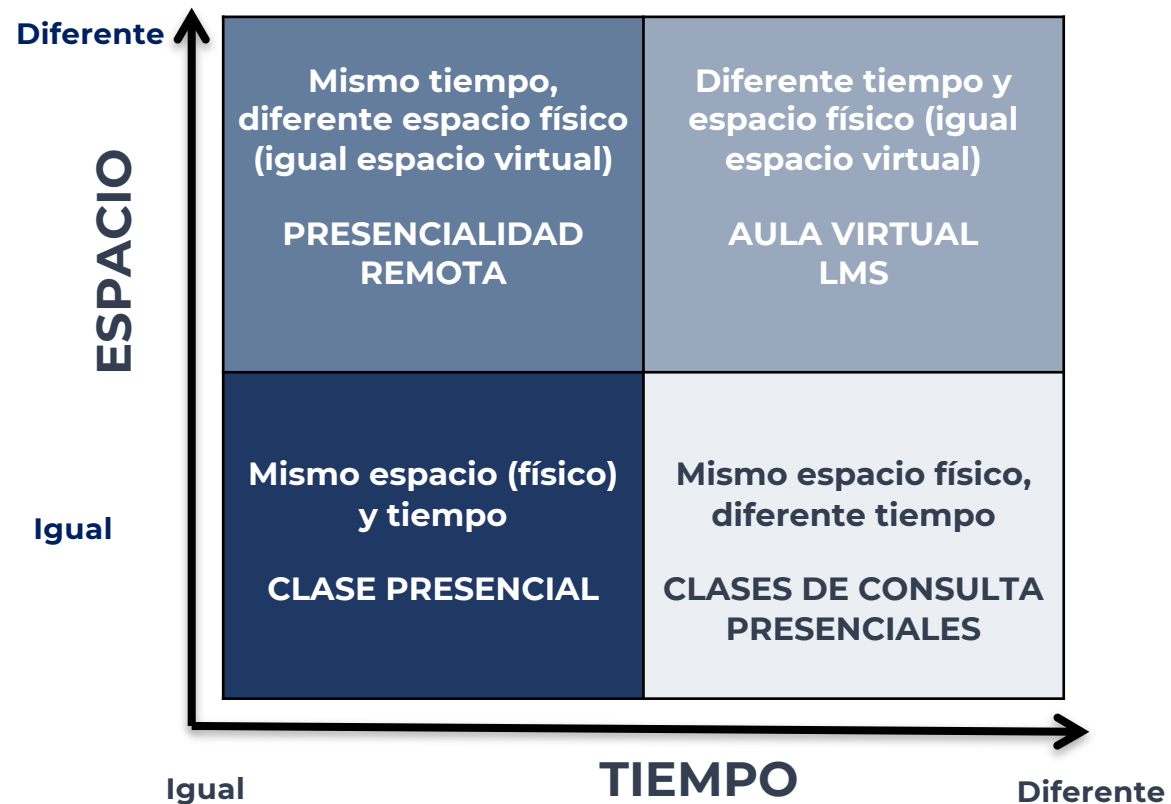 Diferente
ESPACIO
Igual
Mismo tiempo,
diferente espacio físico
(igual espacio virtual)
PRESENCIALIDAD
REMOTA
Diferente tiempo y
espacio físico (igual
espacio virtual)
AULA VIRTUAL
LMS
Mismo espacio (físico)
y tiempo
CLASE PRESENCIAL
Mismo espacio físico,
diferente tiempo
CLASES DE CONSULTA
PRESENCIALES
Igual
TIEMPO
Diferente